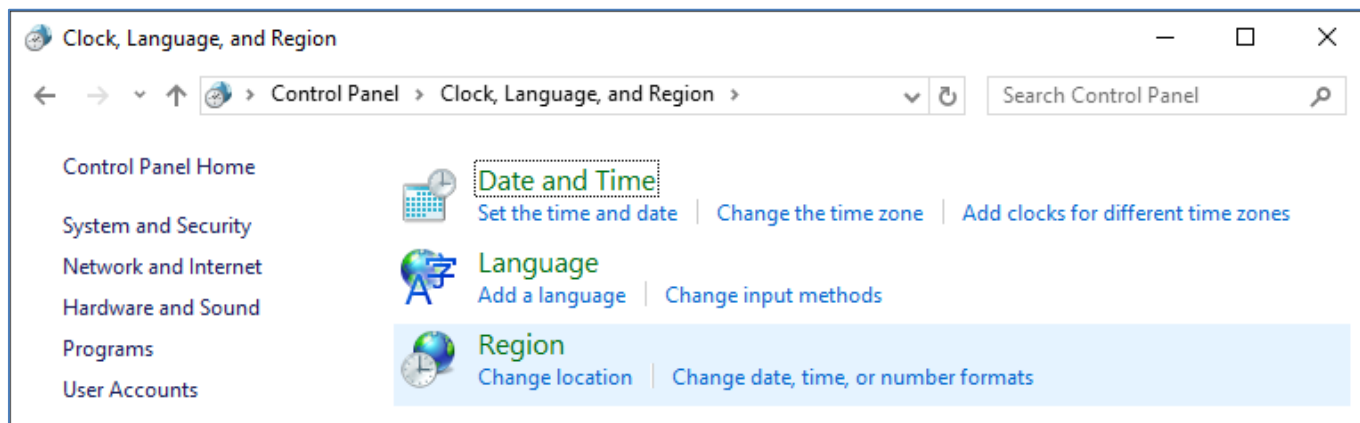 Clock, Language, and Region
Control Panel > Clock, Language, and Region >
Search Control Panel
Control Panel Home
System and Security
Network and Internet
Hardware and Sound
Programs
User Accounts
Date and Time
Set the time and date | Change the time zone | Add clocks for different time zones
Language
Add a language | Change input methods
Region
Change location | Change date, time, or number formats